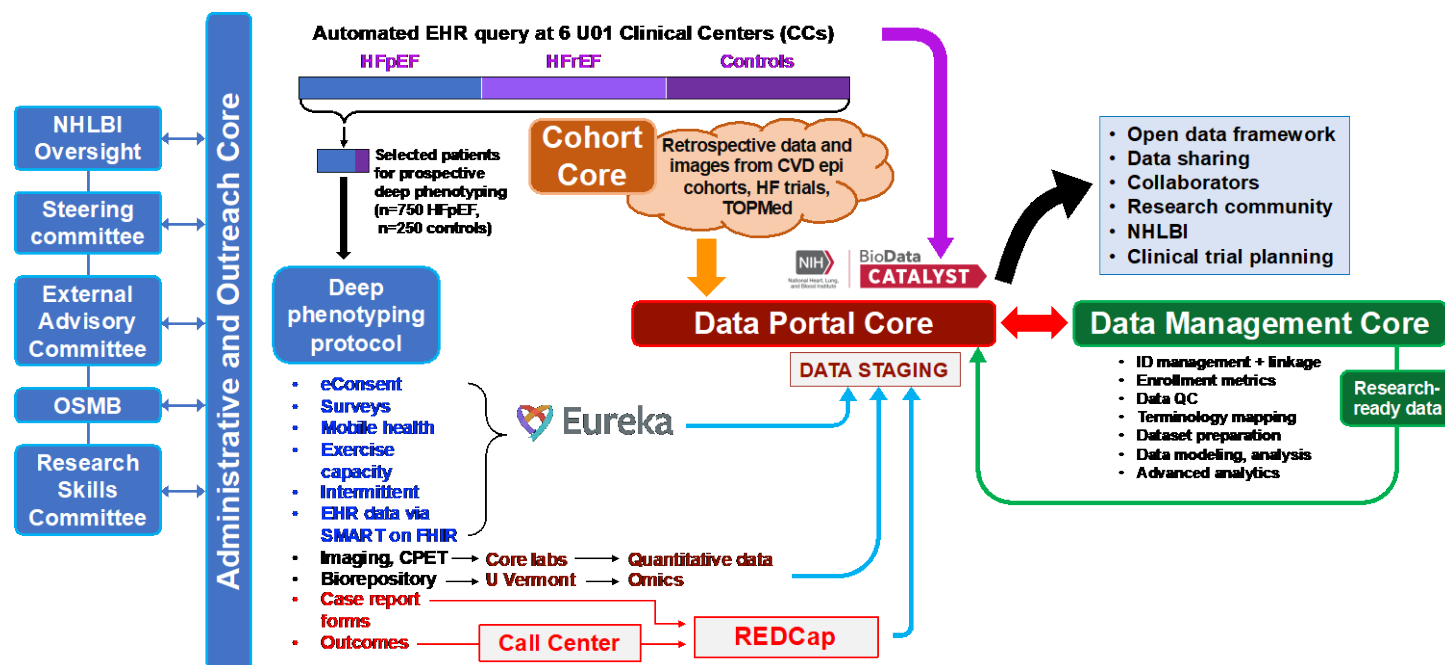 Automated EHR query at 6 U01 Clinical Centers (CCs)
HFpEF
HFrEF
Controls
NHLBI
Oversight
Steering
committee
External
Advisory
Committee
OSMB
Research
Skills
Committee
Administrative and Outreach Core
Selected patients
for prospective
deep phenotyping
(n=750 HFpEF,
n=250 controls)
Cohort
Core
Retrospective data and
images from CVD epi
cohorts, HF trials,
TOPMed
• Open data framework
• Data sharing
• Collaborators
• Research community
• NHLBI
• Clinical trial planning
NIH
National Heart, Lung,
and Blood Institute
BioData
CATALYST
Deep
phenotyping
protocol
Data Portal Core
Data Management Core
DATA STAGING
• ID management + linkage
• Enrollment metrics
• Data QC
• Terminology mapping
• Dataset preparation
• Data modeling, analysis
• Advanced analytics
Research-
ready data
• eConsent
• Surveys
• Mobile health
• Exercise
capacity
• Intermittent
• EHR data via
SMART on FHIR
Eureka
• Imaging, CPET
Core labs
Quantitative data
• Biorepository
U Vermont
Omics
• Case report
forms
• Outcomes
Call Center
REDCap